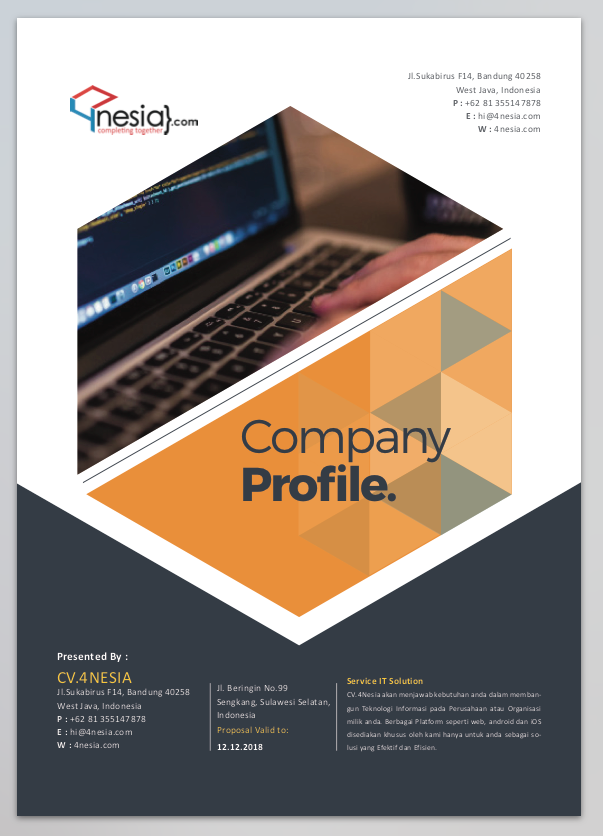 4nesia}.com
completing together
Jl.Sukabirus F14, Bandung 40258
West Java, Indonesia
P : +62 81 355147878
E : hi@4nesia.com
W : 4nesia.com
Company
Profile.
Presented By :
CV.4NESIA
Jl.Sukabirus F14, Bandung 40258
West Java, Indonesia
P : +62 81 355147878
E : hi@4nesia.com
W : 4nesia.com
Jl. Beringin No.99
Sengkang, Sulawesi Selatan,
Indonesia
Proposal Valid to:
12.12.2018
Service IT Solution
CV.4Nesia akan menjawab kebutuhan anda dalam memban-
gun Teknologi Informasi pada Perusahaan atau Organisasi
milik anda. Berbagai Platform seperti web, android dan iOS
disediakan khusus oleh kami hanya untuk anda sebagai so-
lusi yang Efektif dan Efisien.